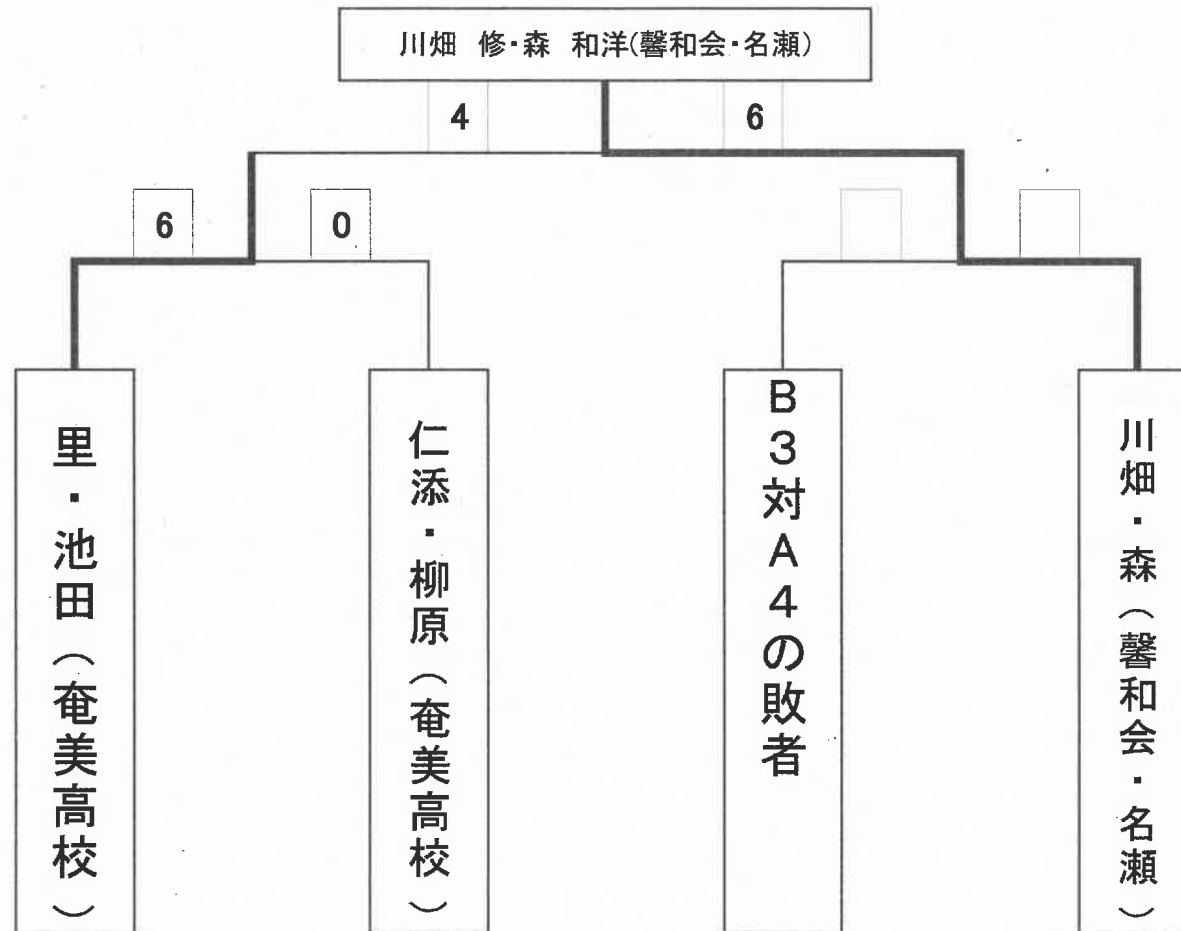 川畑 修・森 和洋(馨和会・名瀬)
4
6
6
0
里・池田(奄美高校)
仁添・柳原(奄美高校)
B3対A4の敗者
川畑・森(馨和会・名瀬)